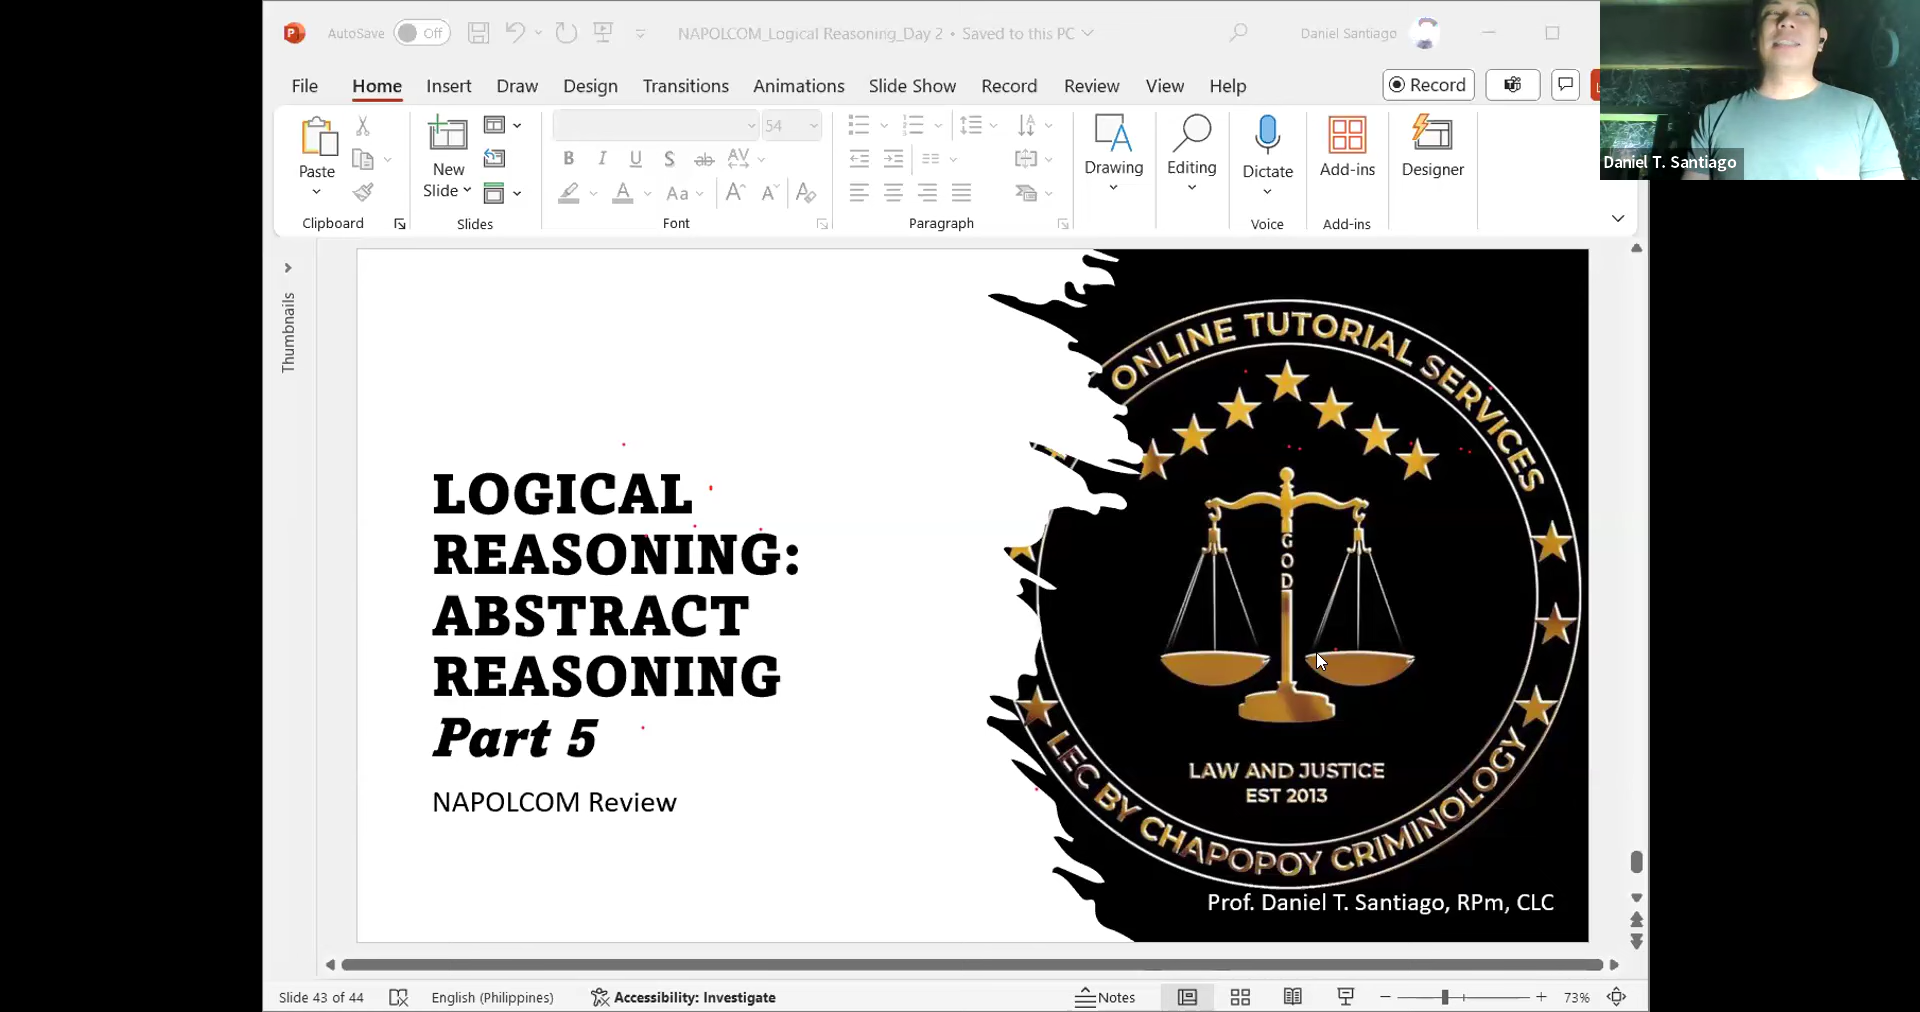 AutoSave Off
NAPOLCOM_Logical Reasoning_Day 2 • Saved to this PC
Daniel Santiago
File Home Insert Draw Design Transitions Animations Slide Show Record Review View Help
Record
Paste
New
Slide
54
B I U S ab AV
A Aa A A A
Drawing
Editing
Dictate
Add-ins
Designer
Clipboard
Slides
Font
Paragraph
Voice
Add-ins
Daniel T. Santiago
Thumbnails
LOGICAL
REASONING:
ABSTRACT
REASONING
Part 5
NAPOLCOM Review
ONLINE TUTORIAL SERVICES
GOD
LAW AND JUSTICE
EST 2013
LEC BY CHAPOPOY CRIMINOLOGY
Prof. Daniel T. Santiago, RPm, CLC
Slide 43 of 44
English (Philippines)
Accessibility: Investigate
Notes
73%